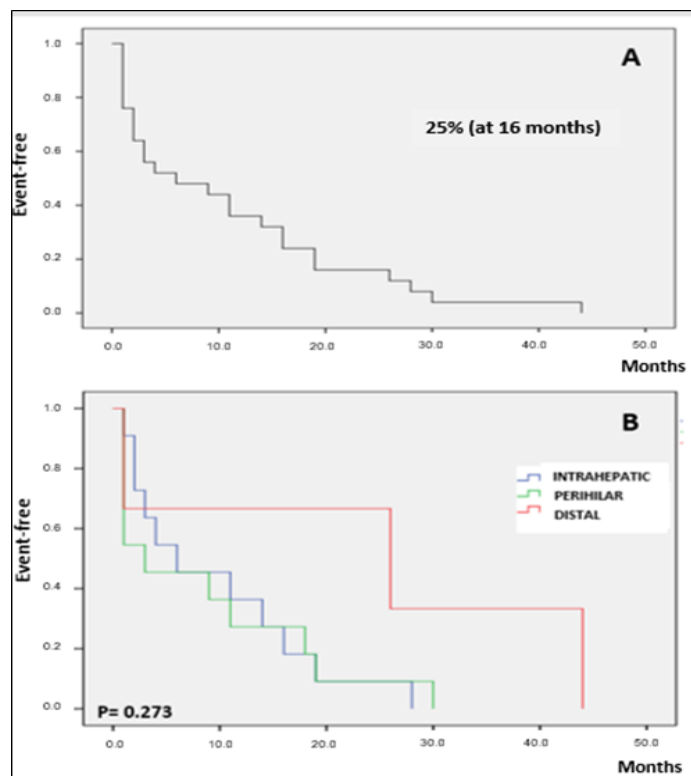 A
1.0
0.8
25% (at 16 months)
0.6
Event-free
0.4
0.2
0.0
0.0 10.0 20.0 30.0 40.0 50.0
Months
1.0
B
0.8
INTRAHEPATIC
PERIHILAR
DISTAL
0.6
Event-free
0.4
0.2
0.0
P= 0.273
0.0 10.0 20.0 30.0 40.0 50.0
Months